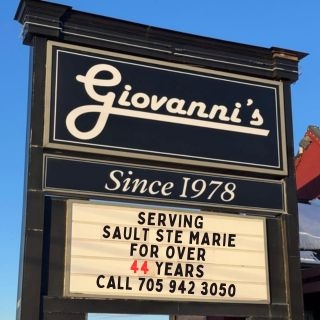 Giovanni's
Since 1978
SERVING
SAULT STE MARIE
FOR OVER
44 YEARS
CALL 705 942 3050